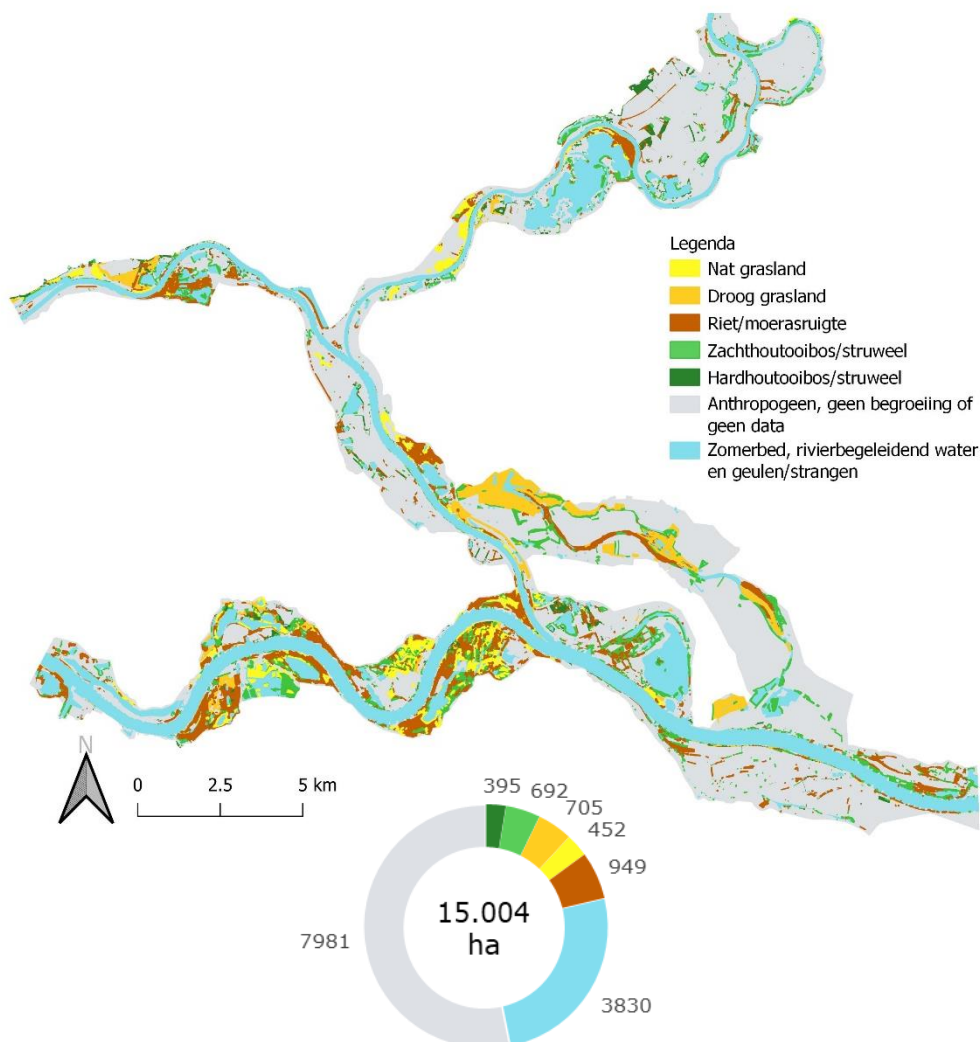 Legenda
Nat grasland
Droog grasland
Riet/moerasruigte
Zachthoutooibos/struweel
Hardhoutooibos/struweel
Anthropogeen, geen begroeiing of
geen data
Zomerbed, rivierbegeleidend water
en geulen/strangen
N
0 2.5 5 km
395
692
705
452
949
7981
15.004
ha
3830